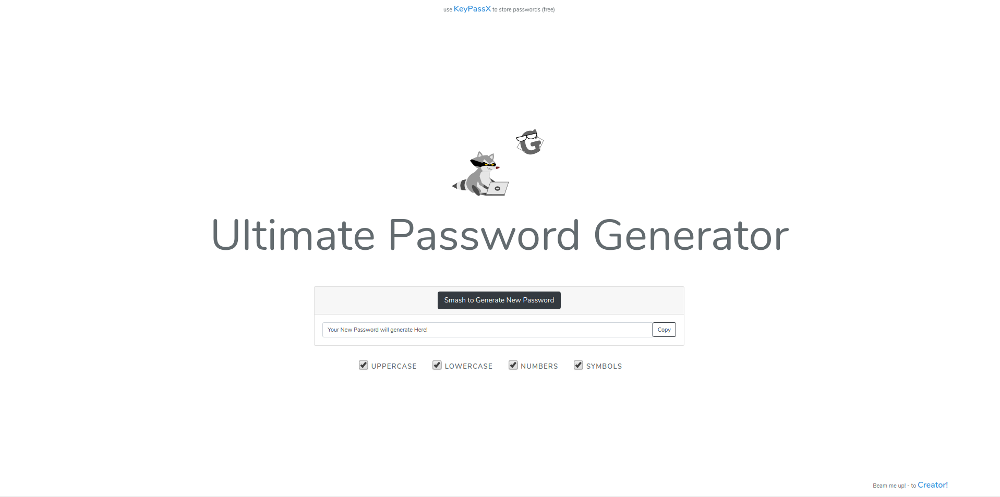 use KeyPassX to store passwords (free)
G
Ultimate Password Generator
Smash to Generate New Password
Your New Password will generate Here
Copy
UPPERCASE LOWERCASE NUMBERS SYMBOLS
Beam me up! - to Creator!